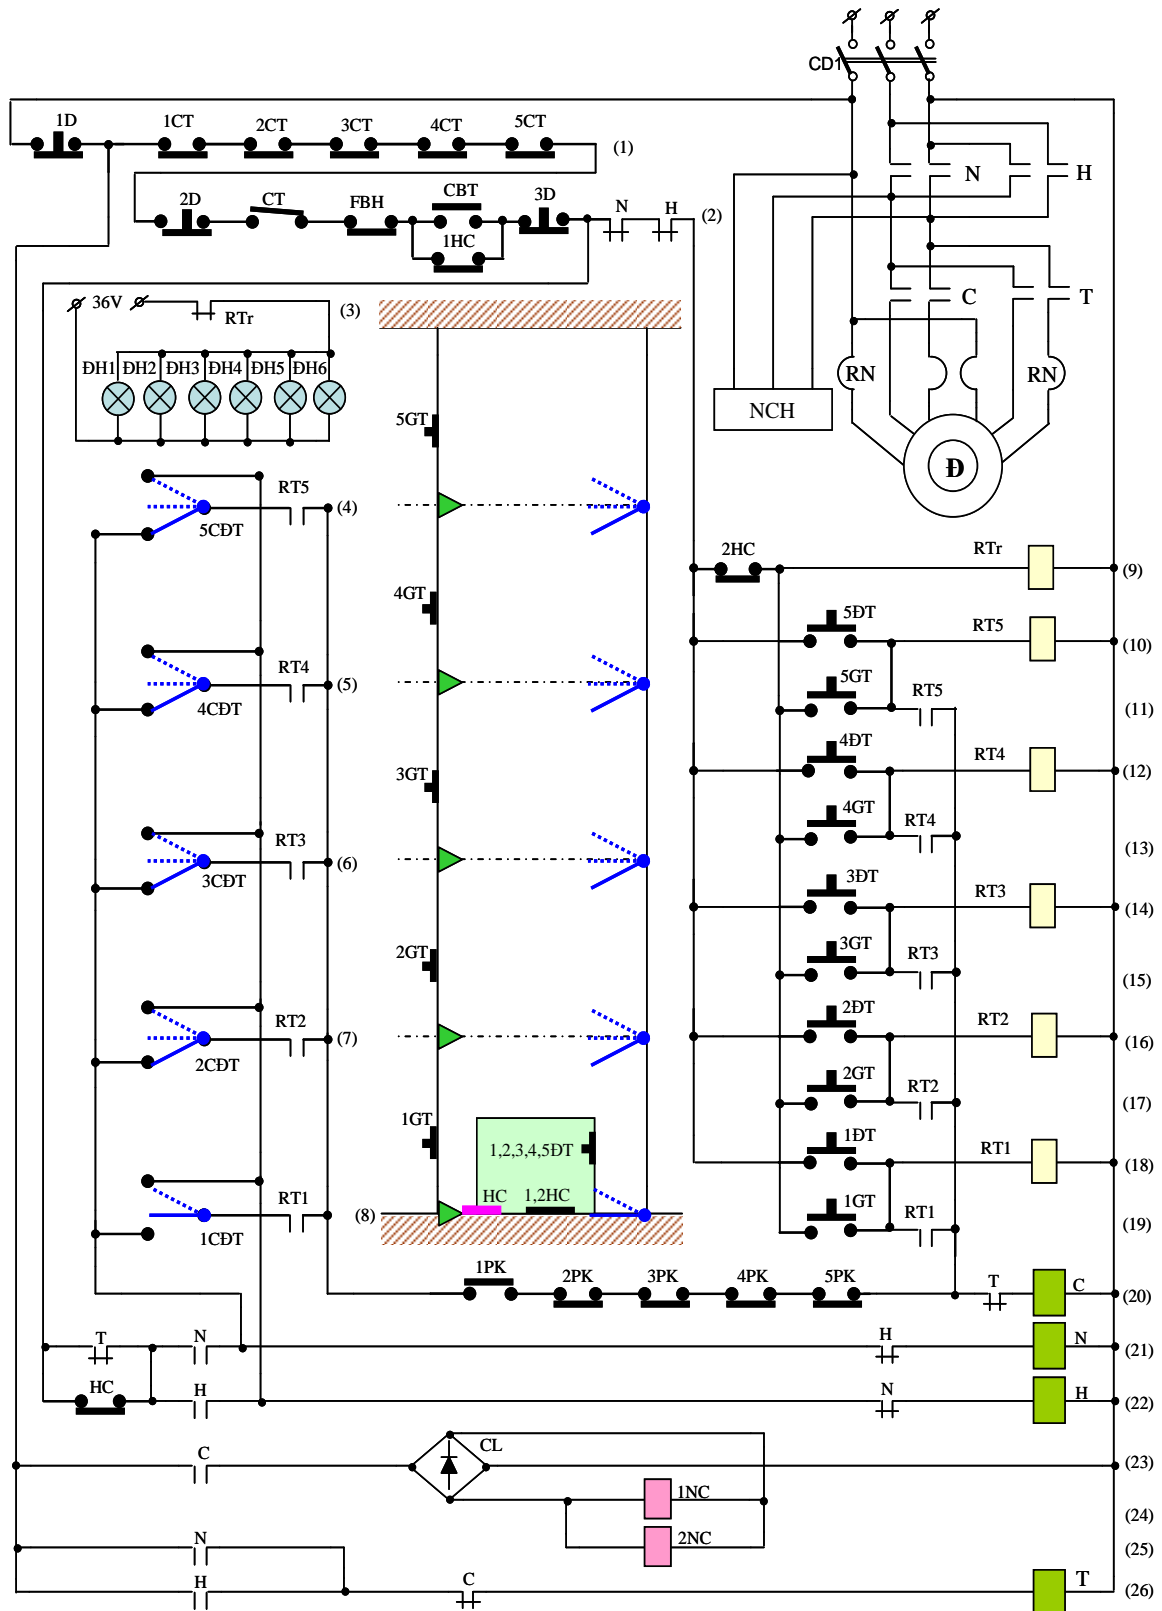 CD1
1D 1CT 2CT 3CT 4CT 5CT (1)
N H
2D CT FBH CBT 3D N H (2)
1HC
36V RTr (3)
C T
ĐH1 ĐH2 ĐH3 ĐH4 ĐH5 ĐH6
RN RN
NCH
5GT
Đ
RT5 (4)
5CĐT
2HC RTr (9)
4GT
5ĐT RT5 (10)
RT4 (5)
4CĐT
5GT RT5 (11)
4ĐT RT4 (12)
3GT
4GT RT4 (13)
RT3 (6)
3CĐT
3ĐT RT3 (14)
2GT
3GT RT3 (15)
RT2 (7)
2CĐT
2ĐT RT2 (16)
2GT RT2 (17)
1GT
1,2,3,4,5ĐT
1ĐT RT1 (18)
HC 1,2HC
RT1 (8)
1CĐT
1GT RT1 (19)
1PK 2PK 3PK 4PK 5PK T C (20)
T N H N (21)
HC H N H (22)
C CL (23)
1NC
(24)
2NC
N (25)
H C T (26)